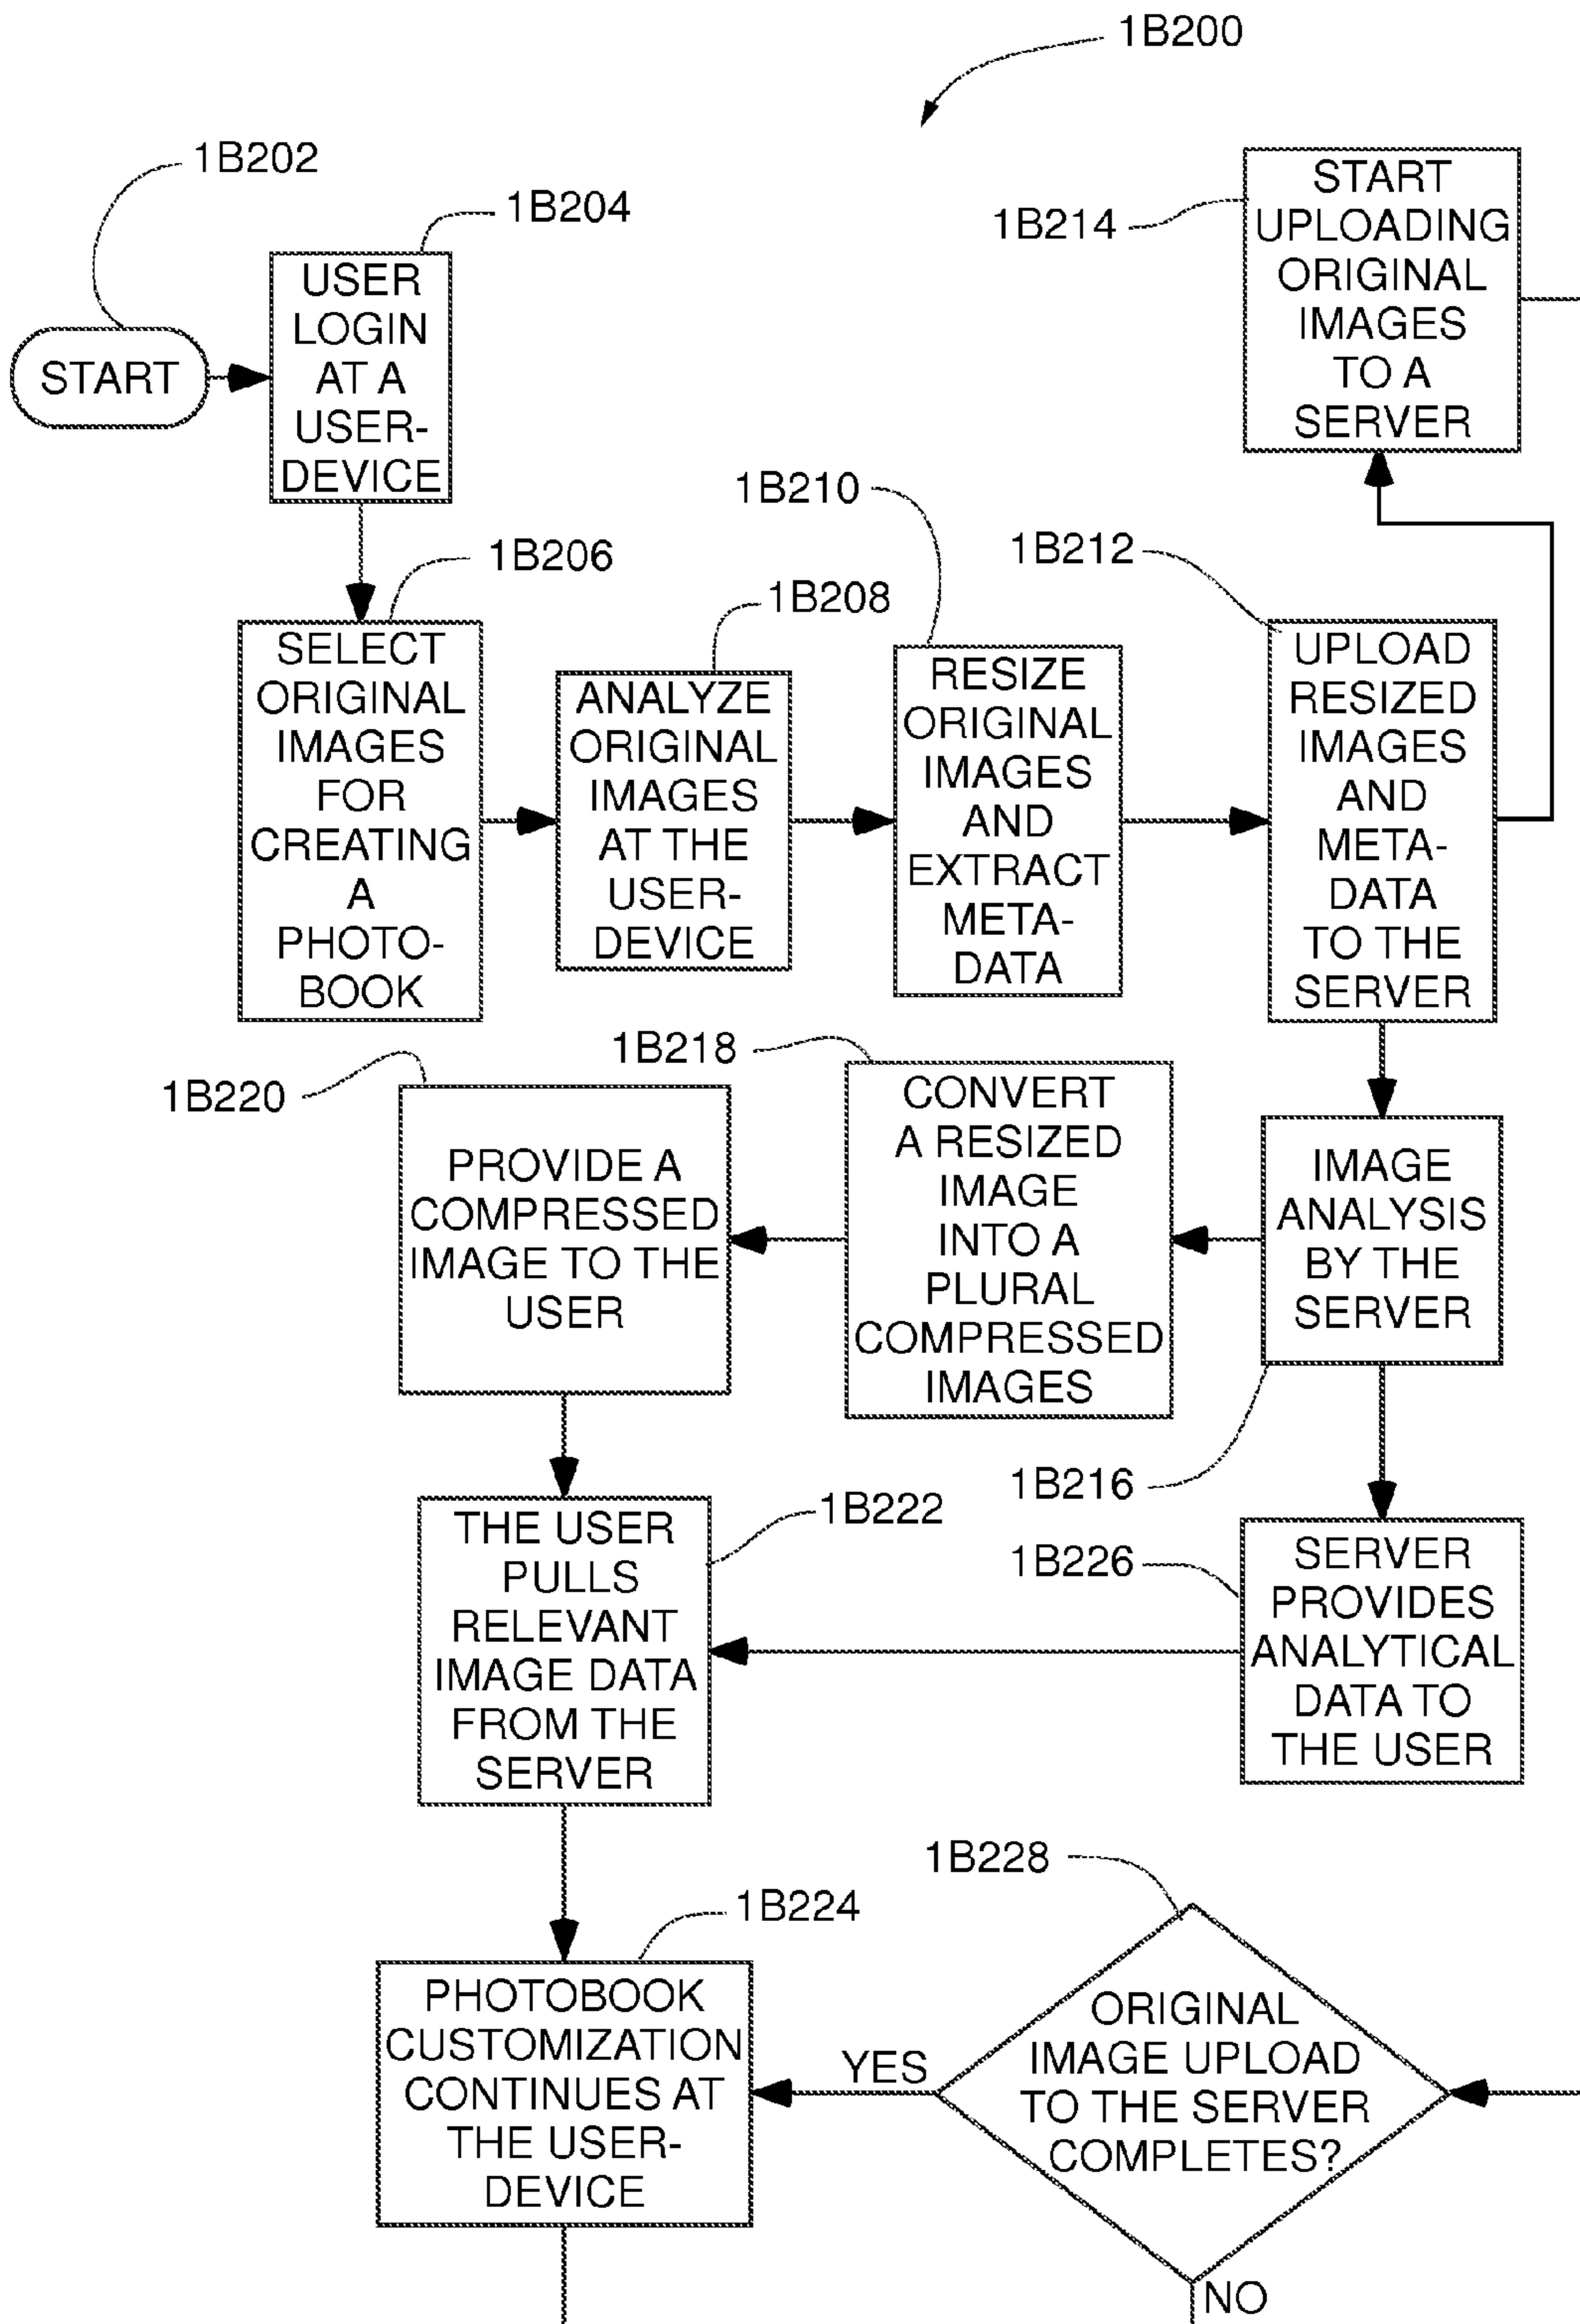 1B200
1B202
1B204
START
USER
LOGIN
AT A
USER-
DEVICE
1B214
START
UPLOADING
ORIGINAL
IMAGES
TO A
SERVER
1B206
SELECT
ORIGINAL
IMAGES
FOR
CREATING
A
PHOTO-
BOOK
1B208
ANALYZE
ORIGINAL
IMAGES
AT THE
USER-
DEVICE
1B210
RESIZE
ORIGINAL
IMAGES
AND
EXTRACT
META-
DATA
1B212
UPLOAD
RESIZED
IMAGES
AND
META-
DATA
TO THE
SERVER
1B220
PROVIDE A
COMPRESSED
IMAGE TO THE
USER
1B218
CONVERT
A RESIZED
IMAGE
INTO A
PLURAL
COMPRESSED
IMAGES
IMAGE
ANALYSIS
BY THE
SERVER
1B216
1B222
THE USER
PULLS
RELEVANT
IMAGE DATA
FROM THE
SERVER
1B226
SERVER
PROVIDES
ANALYTICAL
DATA TO
THE USER
1B224
PHOTOBOOK
CUSTOMIZATION
CONTINUES AT
THE USER-
DEVICE
1B228
YES
ORIGINAL
IMAGE UPLOAD
TO THE SERVER
COMPLETES?
NO